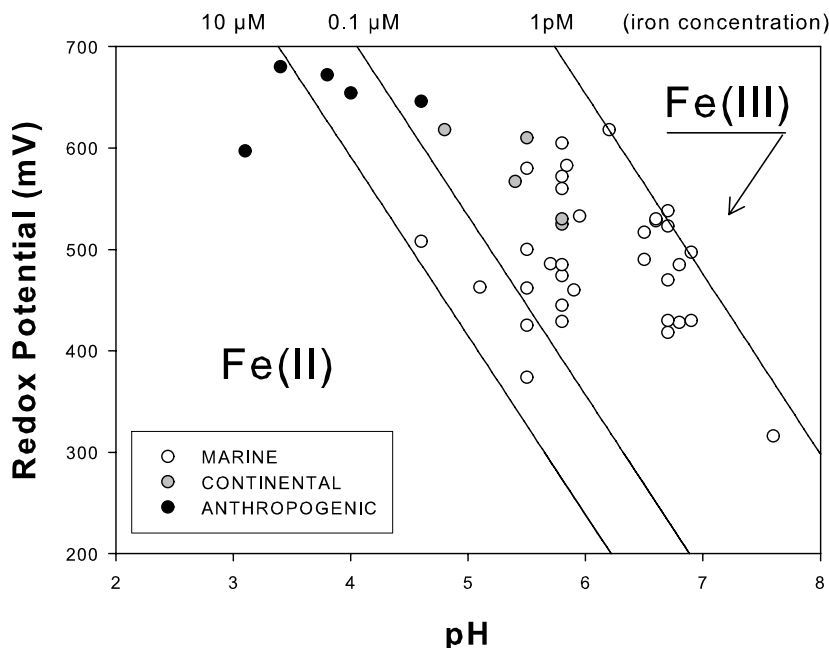 10 µM 0.1 µM 1pM (iron concentration)
700
600
500
400
300
200
Redox Potential (mV)
Fe(III)
Fe(II)
MARINE
CONTINENTAL
ANTHROPOGENIC
2 3 4 5 6 7 8
pH